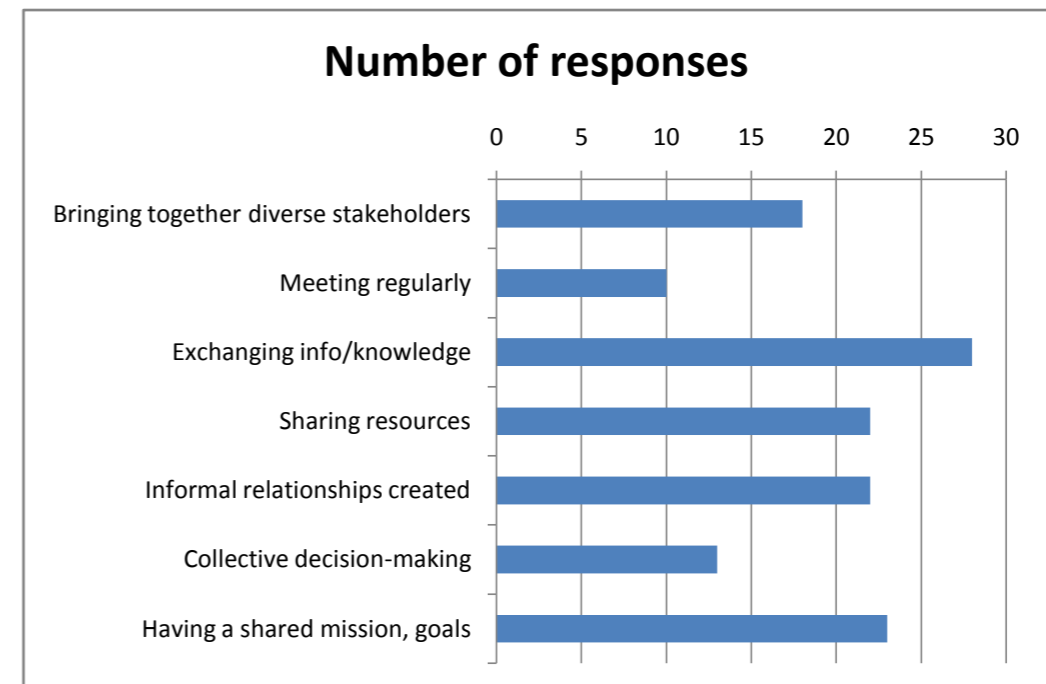 Number of responses
0 5 10 15 20 25 30
Bringing together diverse stakeholders
Meeting regularly
Exchanging info/knowledge
Sharing resources
Informal relationships created
Collective decision-making
Having a shared mission, goals